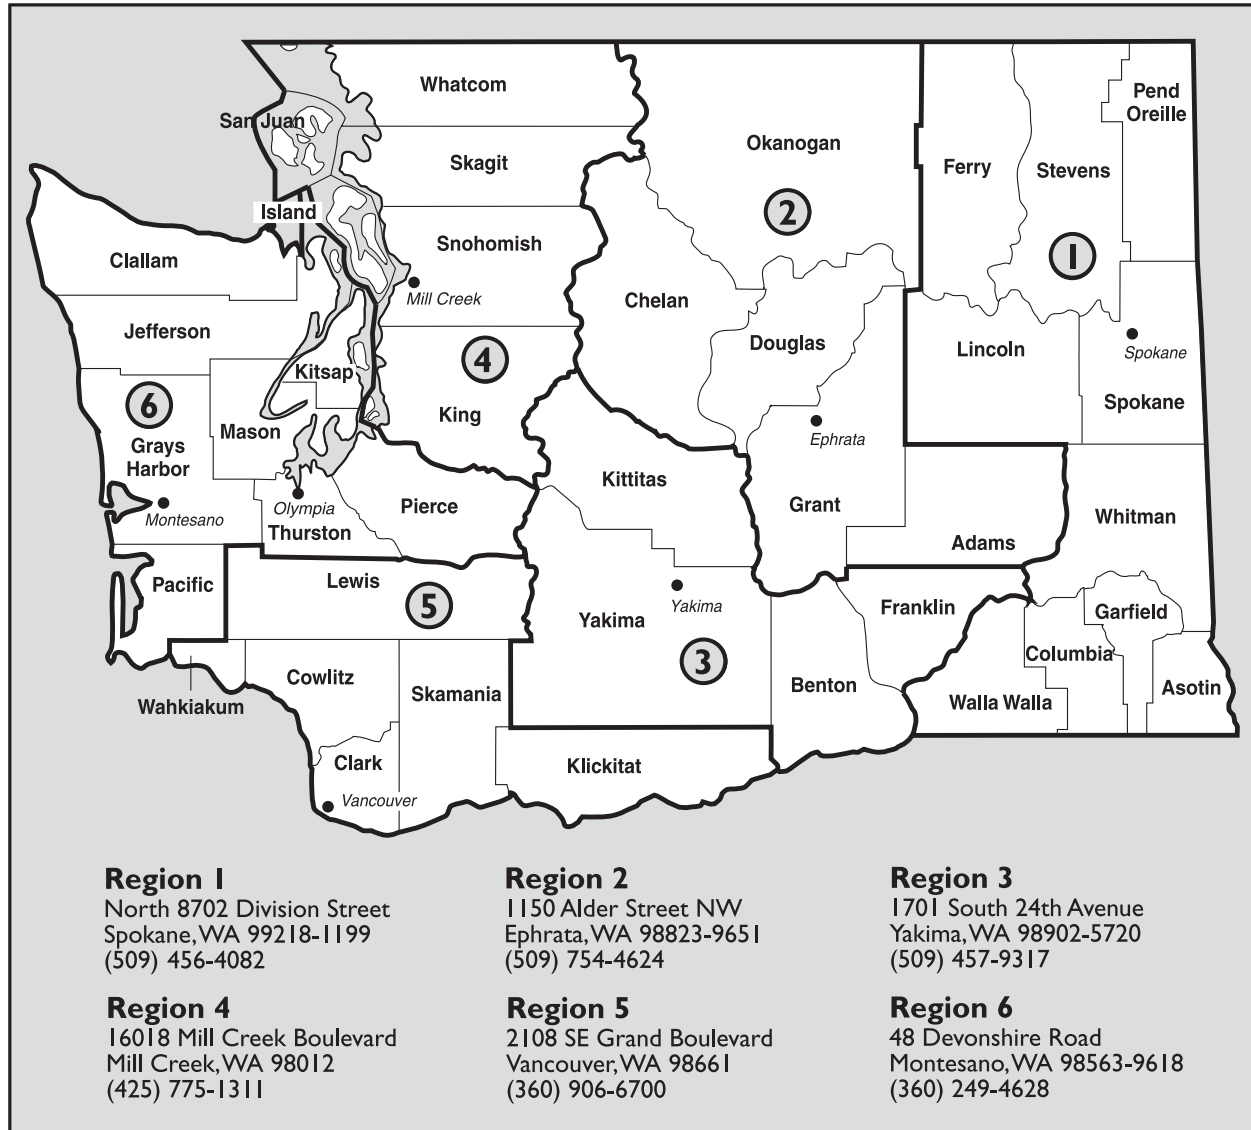 Whatcom
Pend
Oreille
San Juan
Okanogan
Skagit
Ferry
Stevens
Island
2
Snohomish
1
Clallam
Mill Creek
Chelan
Jefferson
Douglas
Lincoln
Spokane
4
Kitsap
6
Spokane
King
Mason
Ephrata
Grays
Harbor
Kittitas
Grant
Pierce
Olympia
Montesano
Thurston
Whitman
Adams
Lewis
Pacific
5
Yakima
Yakima
Franklin
Garfield
3
Columbia
Cowlitz
Skamania
Benton
Asotin
Wahkiakum
Walla Walla
Clark
Klickitat
Vancouver
Region 1
North 8702 Division Street
Spokane, WA 99218-1199
(509) 456-4082
Region 2
1150 Alder Street NW
Ephrata, WA 98823-9651
(509) 754-4624
Region 3
1701 South 24th Avenue
Yakima, WA 98902-5720
(509) 457-9317
Region 4
16018 Mill Creek Boulevard
Mill Creek, WA 98012
(425) 775-1311
Region 5
2108 SE Grand Boulevard
Vancouver, WA 98661
(360) 906-6700
Region 6
48 Devonshire Road
Montesano, WA 98563-9618
(360) 249-4628